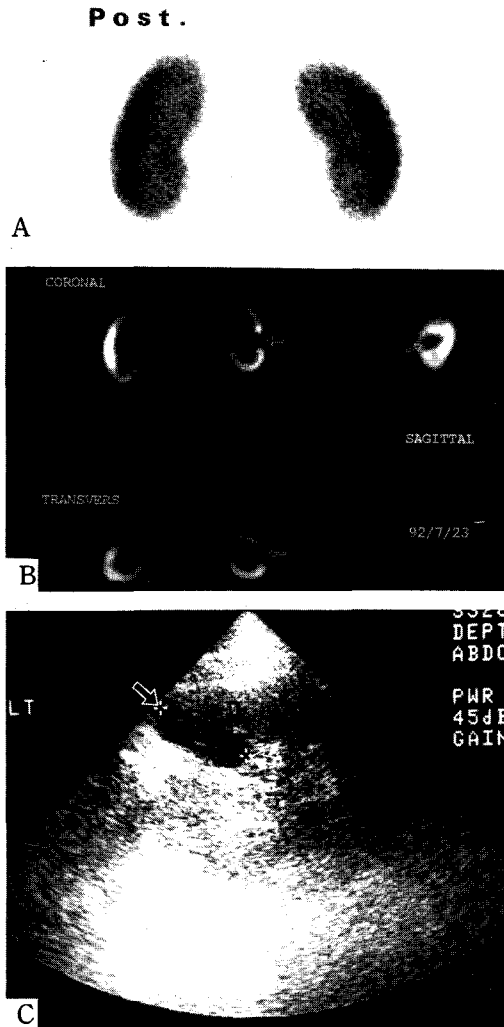 Post.
A
CORONAL
SAGITTAL
TRANSVERS
92/7/23
B
DEPT
ABDO
LT
PWR
45dB
GAIN
C